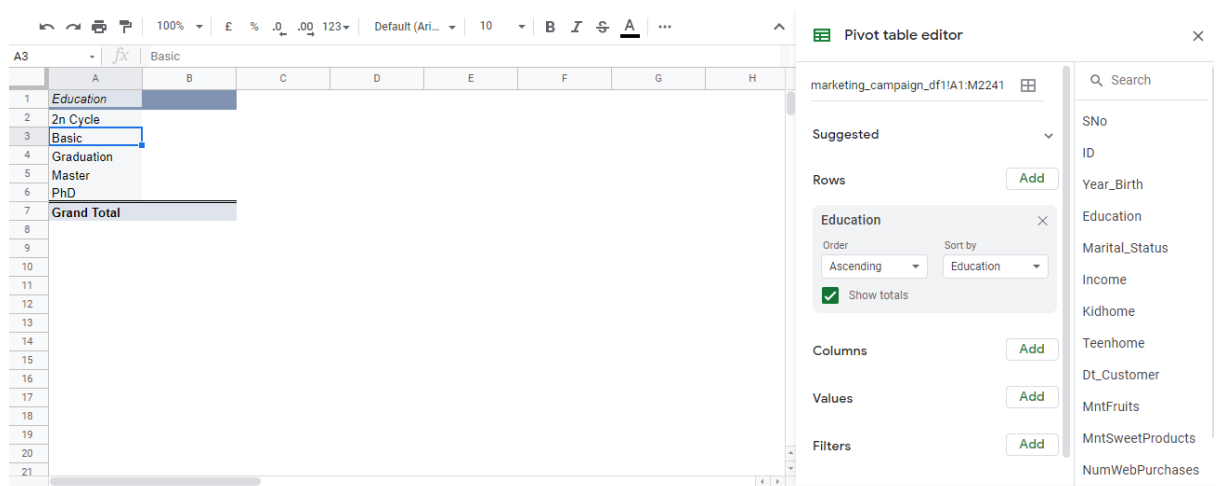 100% £ % .0 .00 123 Default (Ari... 10 B I S A ...
A3 fx Basic
A B C D E F G H
1 Education
2 2n Cycle
3 Basic
4 Graduation
5 Master
6 PhD
7 Grand Total
8
9
10
11
12
13
14
15
16
17
18
19
20
21
Pivot table editor
marketing_campaign_df1!A1:M2241
Suggested
Rows Add
Education
Order Sort by
Ascending Education
Show totals
Columns Add
Values Add
Filters Add
Search
SNo
ID
Year_Birth
Education
Marital_Status
Income
Kidhome
Teenhome
Dt_Customer
MntFruits
MntSweetProducts
NumWebPurchases